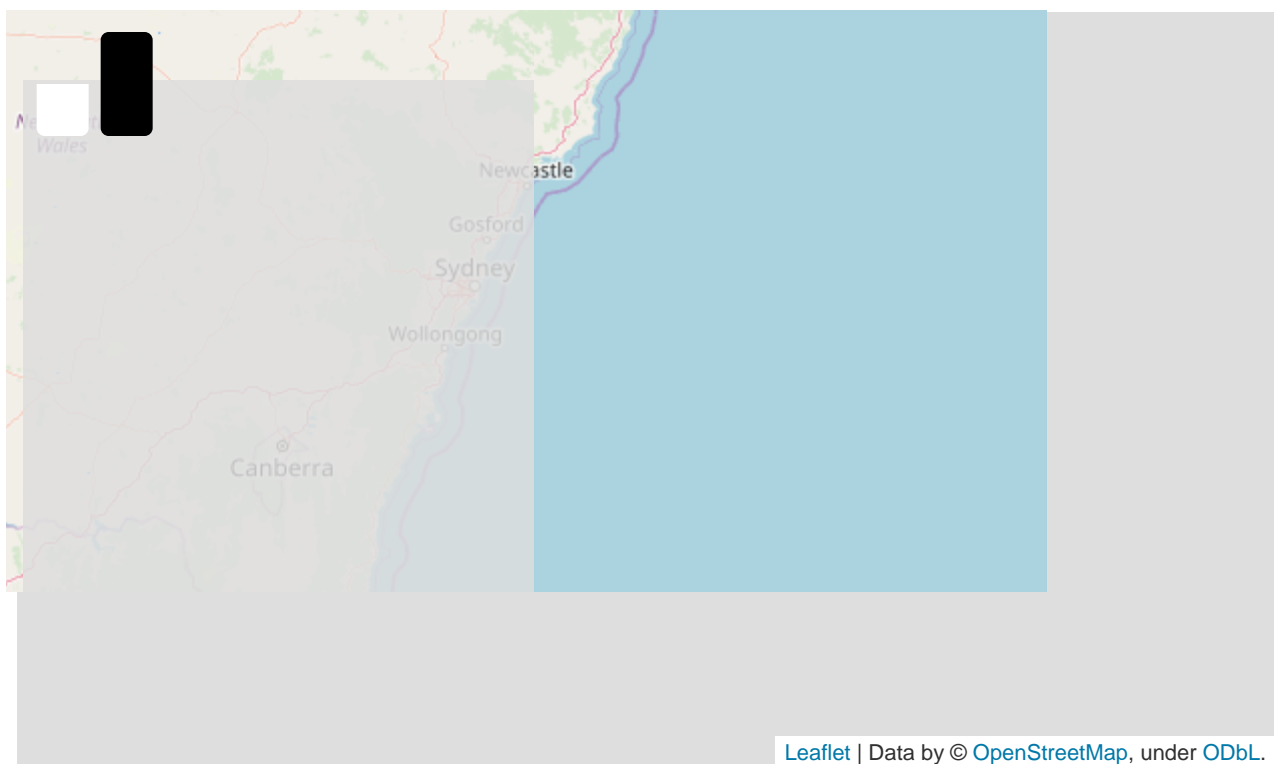 Wales
Newcastle
Gosford
Sydney
Wollongong
Canberra
Leaflet | Data by © OpenStreetMap, under ODbL.